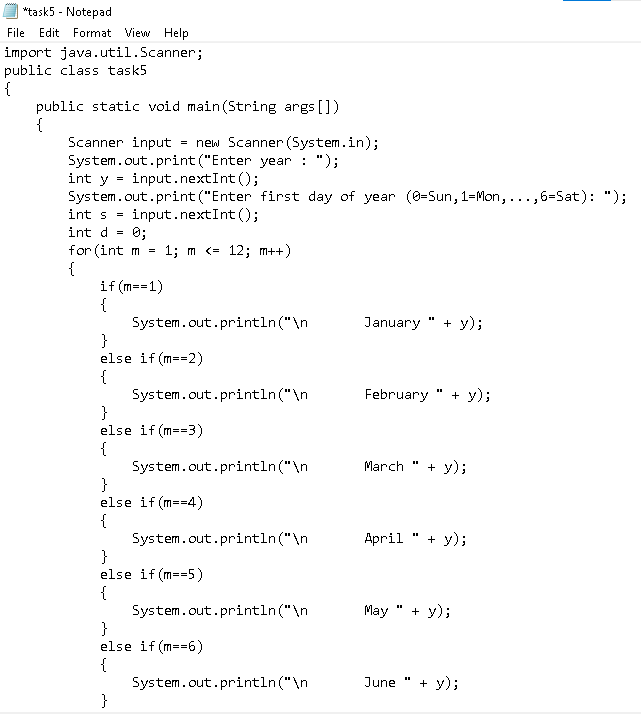 *task5 - Notepad
File Edit Format View Help
import java.util.Scanner;
public class task5
{
    public static void main(String args[])
    {
        Scanner input = new Scanner(System.in);
        System.out.print("Enter year : ");
        int y = input.nextInt();
        System.out.print("Enter first day of year (0=Sun,1=Mon,...,6=Sat): ");
        int s = input.nextInt();
        int d = 0;
        for(int m = 1; m <= 12; m++)
        {
            if(m==1)
            {
                System.out.println("\n       January " + y);
            }
            else if(m==2)
            {
                System.out.println("\n       February " + y);
            }
            else if(m==3)
            {
                System.out.println("\n       March " + y);
            }
            else if(m==4)
            {
                System.out.println("\n       April " + y);
            }
            else if(m==5)
            {
                System.out.println("\n       May " + y);
            }
            else if(m==6)
            {
                System.out.println("\n       June " + y);
            }